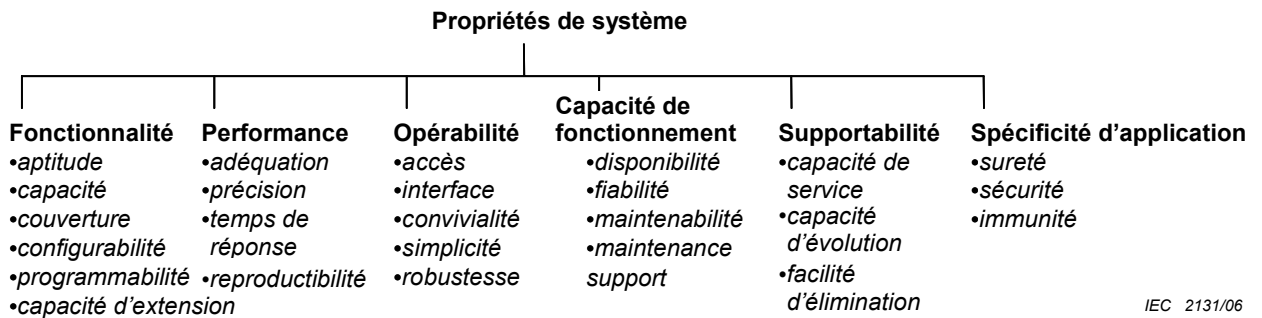 Propriétés de système
Fonctionnalité
•aptitude
•capacité
•couverture
•configurabilité
•programmabilité
•capacité d'extension
Performance
•adéquation
•précision
•temps de
réponse
•reproductibilité
Opérabilité
•accès
•interface
•convivialité
•simplicité
•robustesse
Capacité de
fonctionnement
•disponibilité
•fiabilité
•maintenabilité
•maintenance
support
Supportabilité
•capacité de
service
•capacité
d'évolution
•facilité
d'élimination
Spécificité d'application
•sureté
•sécurité
•immunité
IEC 2131/06